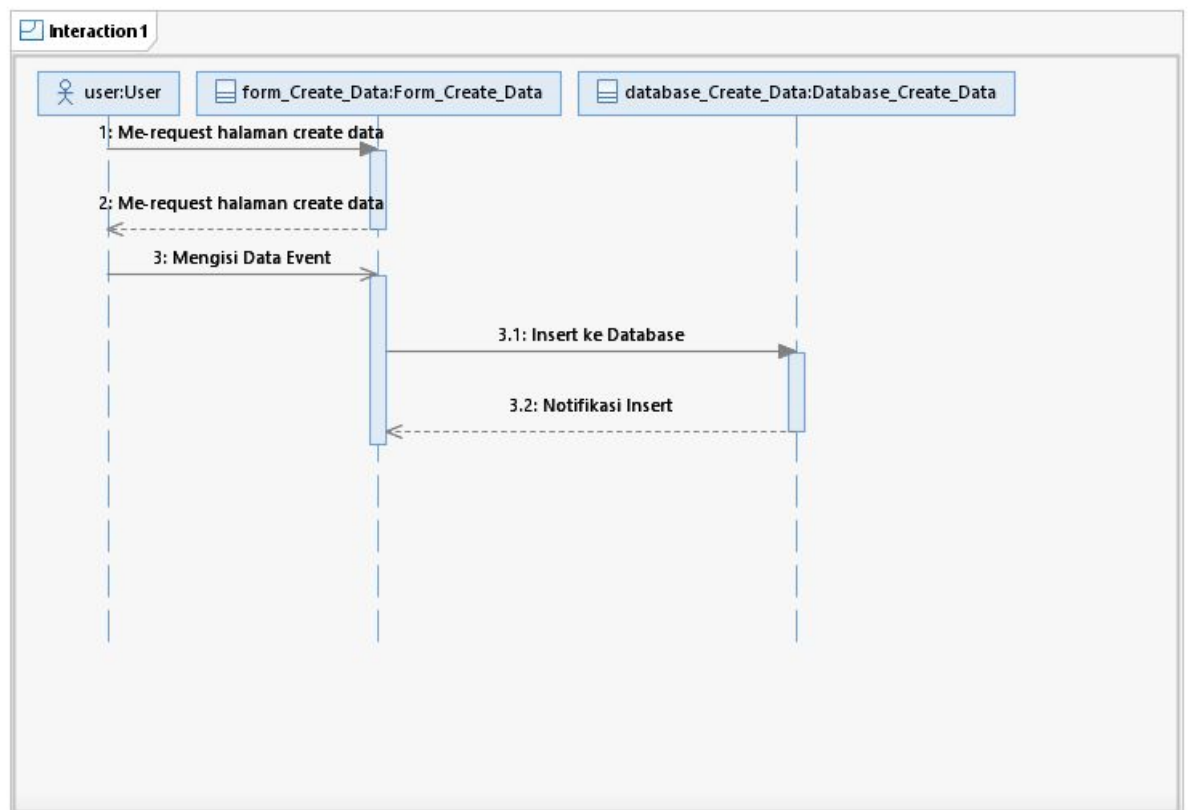 Interaction1
user:User
form_Create_Data:Form_Create_Data
database_Create_Data:Database_Create_Data
1: Me-request halaman create data
2: Me-request halaman create data
3: Mengisi Data Event
3.1: Insert ke Database
3.2: Notifikasi Insert